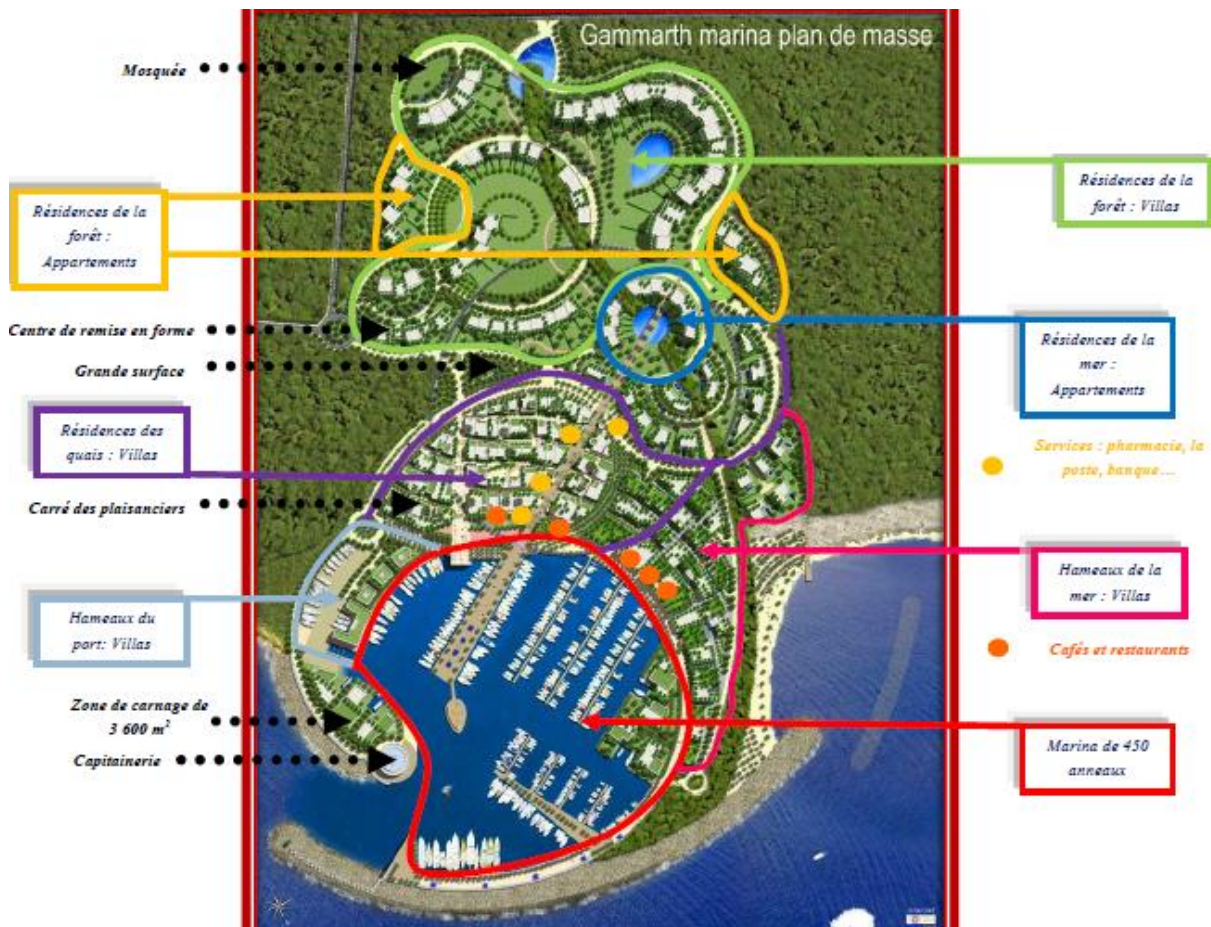 Gammarth marina plan de masse
Mosquée
Résidences de la
forêt :
Appartements
Centre de remise en forme
Grande surface
Résidences des
quais : Villas
Carré des plaisanciers
Hameaux du
port: Villas
Zone de carnage de
3 600 m²
Capitainerie
Résidences de la
forêt : Villas
Résidences de la
mer :
Appartements
Services : pharmacie, la
poste, banque…
Hameaux de la
mer : Villas
Cafés et restaurants
Marina de 450
anneaux